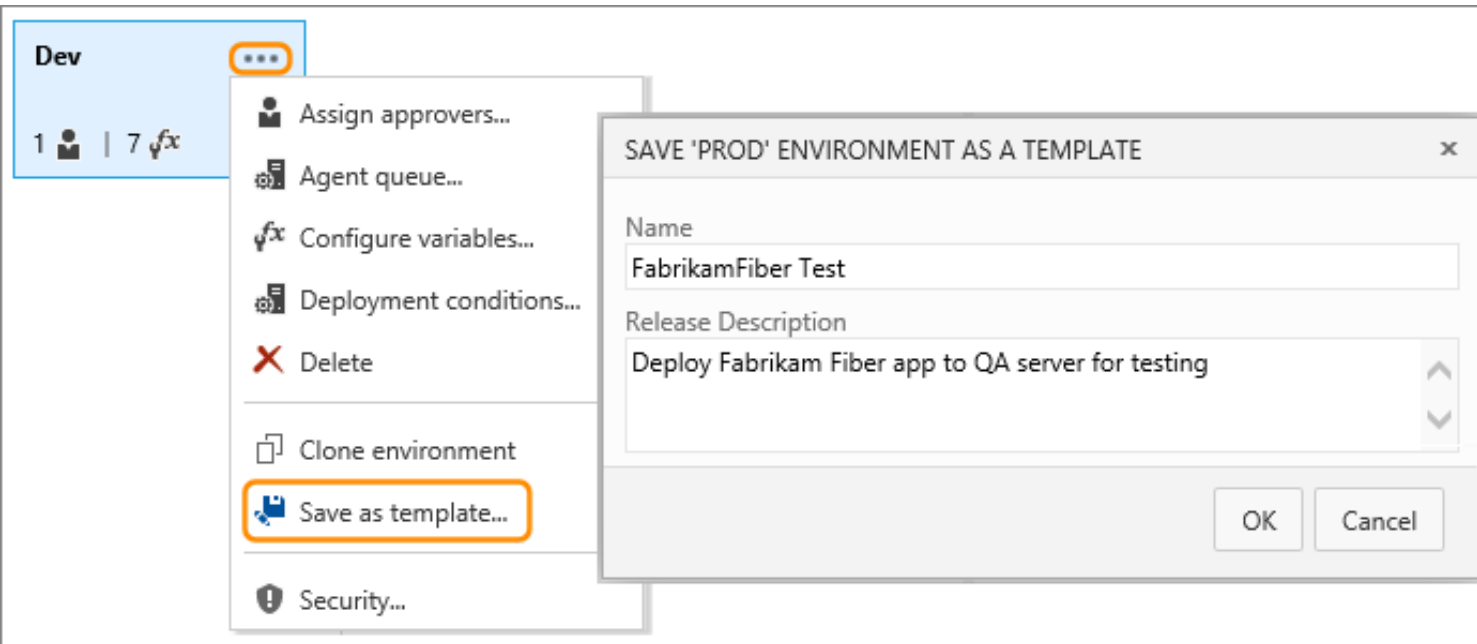 Dev
1 | 7 fx
Assign approvers...
Agent queue...
fx Configure variables...
Deployment conditions...
Delete
Clone environment
Save as template...
Security...
SAVE 'PROD' ENVIRONMENT AS A TEMPLATE
Name
FabrikamFiber Test
Release Description
Deploy Fabrikam Fiber app to QA server for testing
OK Cancel